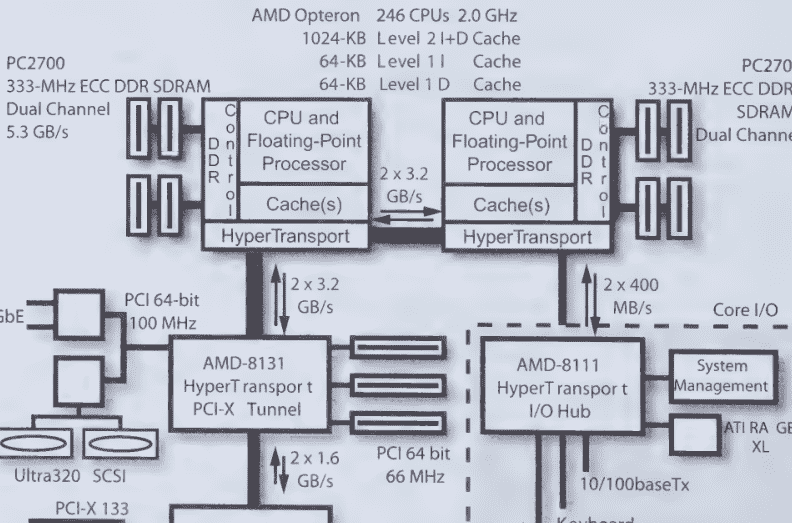 AMD Opteron 246 CPUs 2.0 GHz
1024-KB Level 2 I+D Cache
64-KB Level 1 I Cache
64-KB Level 1 D Cache
PC2700
333-MHz ECC DDR SDRAM
Dual Channel
5.3 GB/s
DDR
Control
CPU and
Floating-Point
Processor
Cache(s)
HyperTransport
2 x 3.2
GB/s
CPU and
Floating-Point
Processor
Cache(s)
DDR
Control
HyperTransport
PC270
333-MHz ECC DDR
SDRAM
Dual Channe
2 x 3.2
GB/s
2 x 400
MB/s
Core I/O
GbE
PCI 64-bit
100 MHz
AMD-8131
HyperTransport
PCI-X Tunnel
AMD-8111
HyperTransport
I/O Hub
System
Management
ATI RA GE
XL
Ultra320 SCSI
2 x 1.6
GB/s
PCI 64 bit
66 MHz
10/100baseTx
PCI-X 133
Keyboard